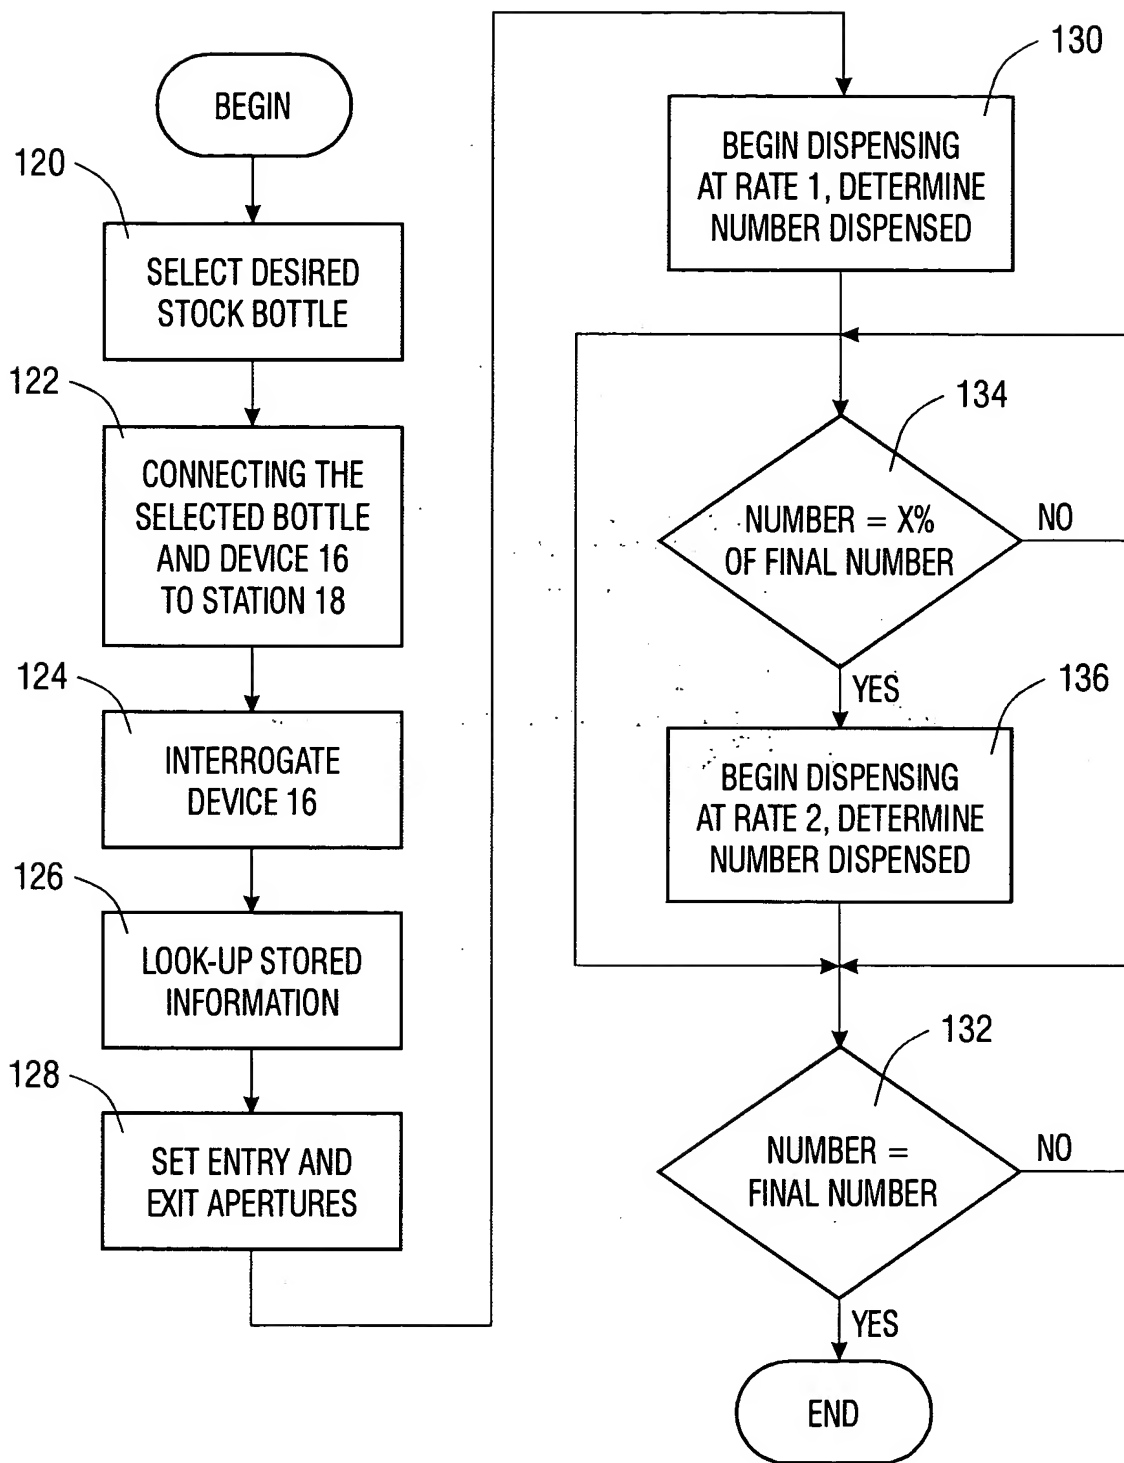 BEGIN
120
SELECT DESIRED
STOCK BOTTLE
122
CONNECTING THE
SELECTED BOTTLE
AND DEVICE 16
TO STATION 18
124
INTERROGATE
DEVICE 16
126
LOOK-UP STORED
INFORMATION
128
SET ENTRY AND
EXIT APERTURES
130
BEGIN DISPENSING
AT RATE 1, DETERMINE
NUMBER DISPENSED
134
NUMBER = X%
OF FINAL NUMBER
NO
YES
136
BEGIN DISPENSING
AT RATE 2, DETERMINE
NUMBER DISPENSED
132
NUMBER =
FINAL NUMBER
NO
YES
END